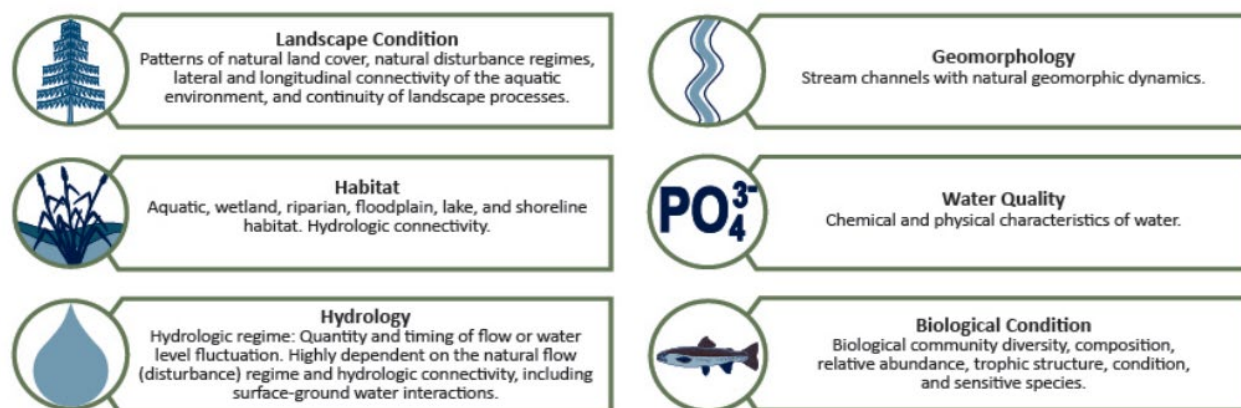 Landscape Condition
Patterns of natural land cover, natural disturbance regimes,
lateral and longitudinal connectivity of the aquatic
environment, and continuity of landscape processes.
Geomorphology
Stream channels with natural geomorphic dynamics.
Habitat
Aquatic, wetland, riparian, floodplain, lake, and shoreline
habitat. Hydrologic connectivity.
PO₄³⁻
Water Quality
Chemical and physical characteristics of water.
Hydrology
Hydrologic regime: Quantity and timing of flow or water
level fluctuation. Highly dependent on the natural flow
(disturbance) regime and hydrologic connectivity, including
surface-ground water interactions.
Biological Condition
Biological community diversity, composition,
relative abundance, trophic structure, condition,
and sensitive species.